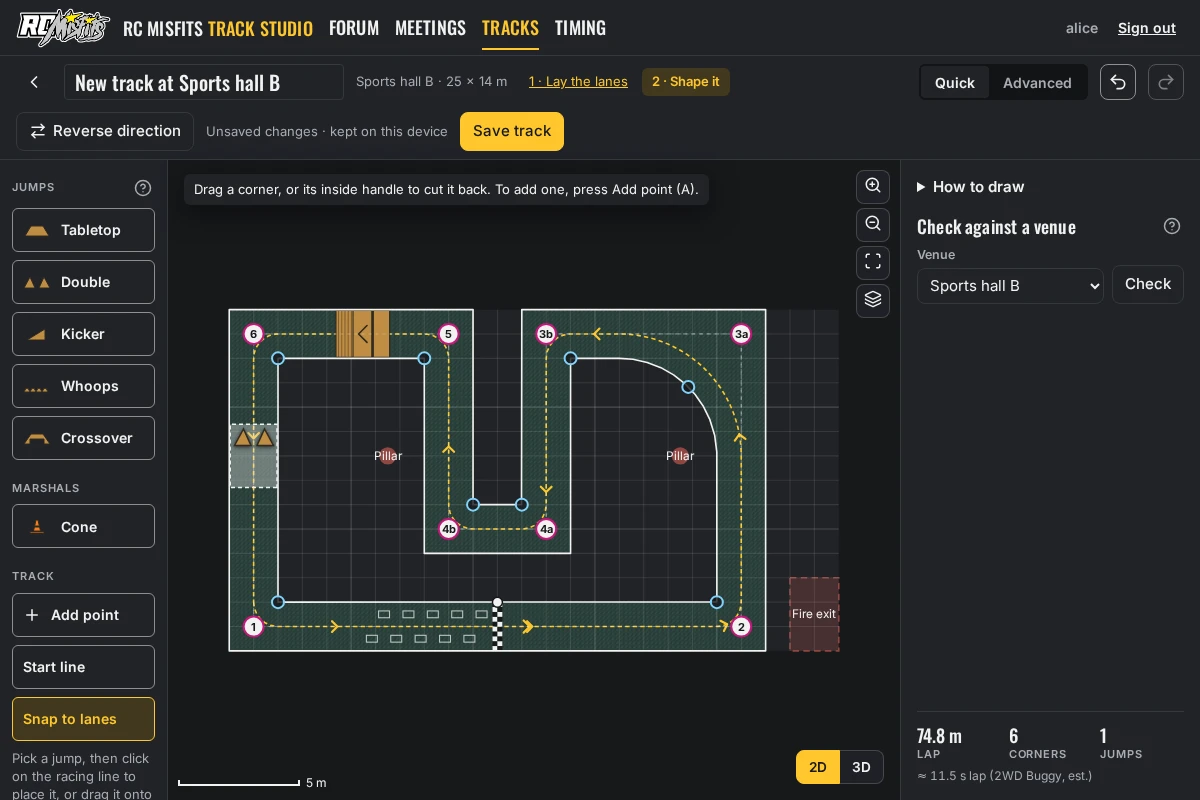 RC Misfits
RC MISFITS TRACK STUDIO
FORUM
MEETINGS
TRACKS
TIMING
alice
Sign out
New track at Sports hall B
Sports hall B · 25 × 14 m
1 · Lay the lanes
2 · Shape it
Quick
Advanced
Reverse direction
Unsaved changes · kept on this device
Save track
JUMPS
Tabletop
Double
Kicker
Whoops
Crossover
MARSHALS
Cone
TRACK
Add point
Start line
Snap to lanes
Pick a jump, then click
on the racing line to
place it, or drag it onto
Drag a corner, or its inside handle to cut it back. To add one, press Add point (A).
6
5
3b
3a
Pillar
Pillar
4b
4a
Fire exit
1
2
5 m
2D
3D
How to draw
Check against a venue
Venue
Sports hall B
Check
74.8 m
LAP
6
CORNERS
1
JUMPS
≈ 11.5 s lap (2WD Buggy, est.)